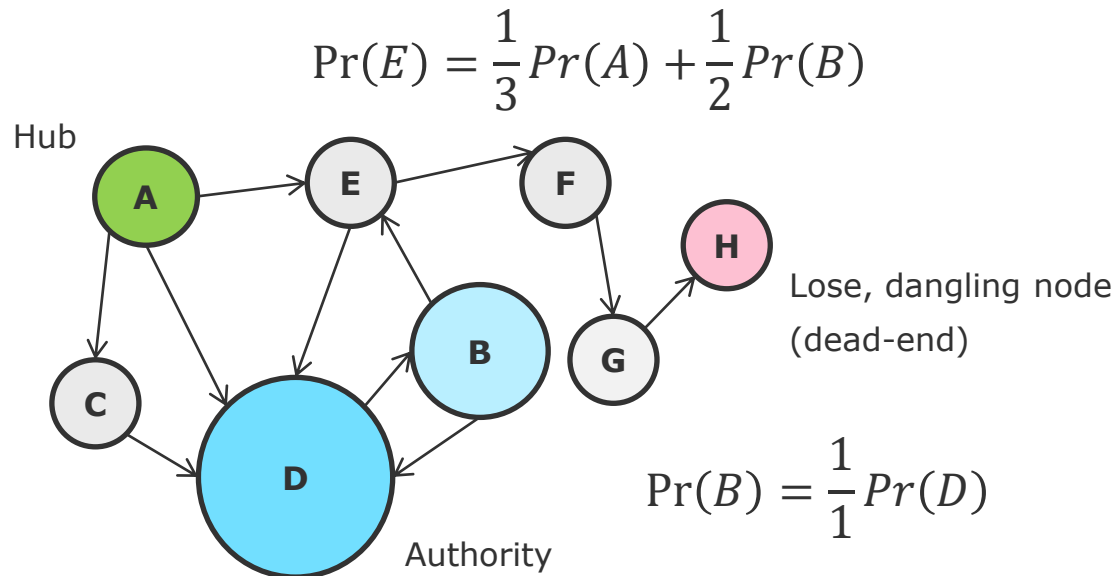 Pr(E) = 1/3 Pr(A) + 1/2 Pr(B)
Hub
A
E
F
H
Lose, dangling node
(dead-end)
B
G
C
D
Pr(B) = 1/1 Pr(D)
Authority